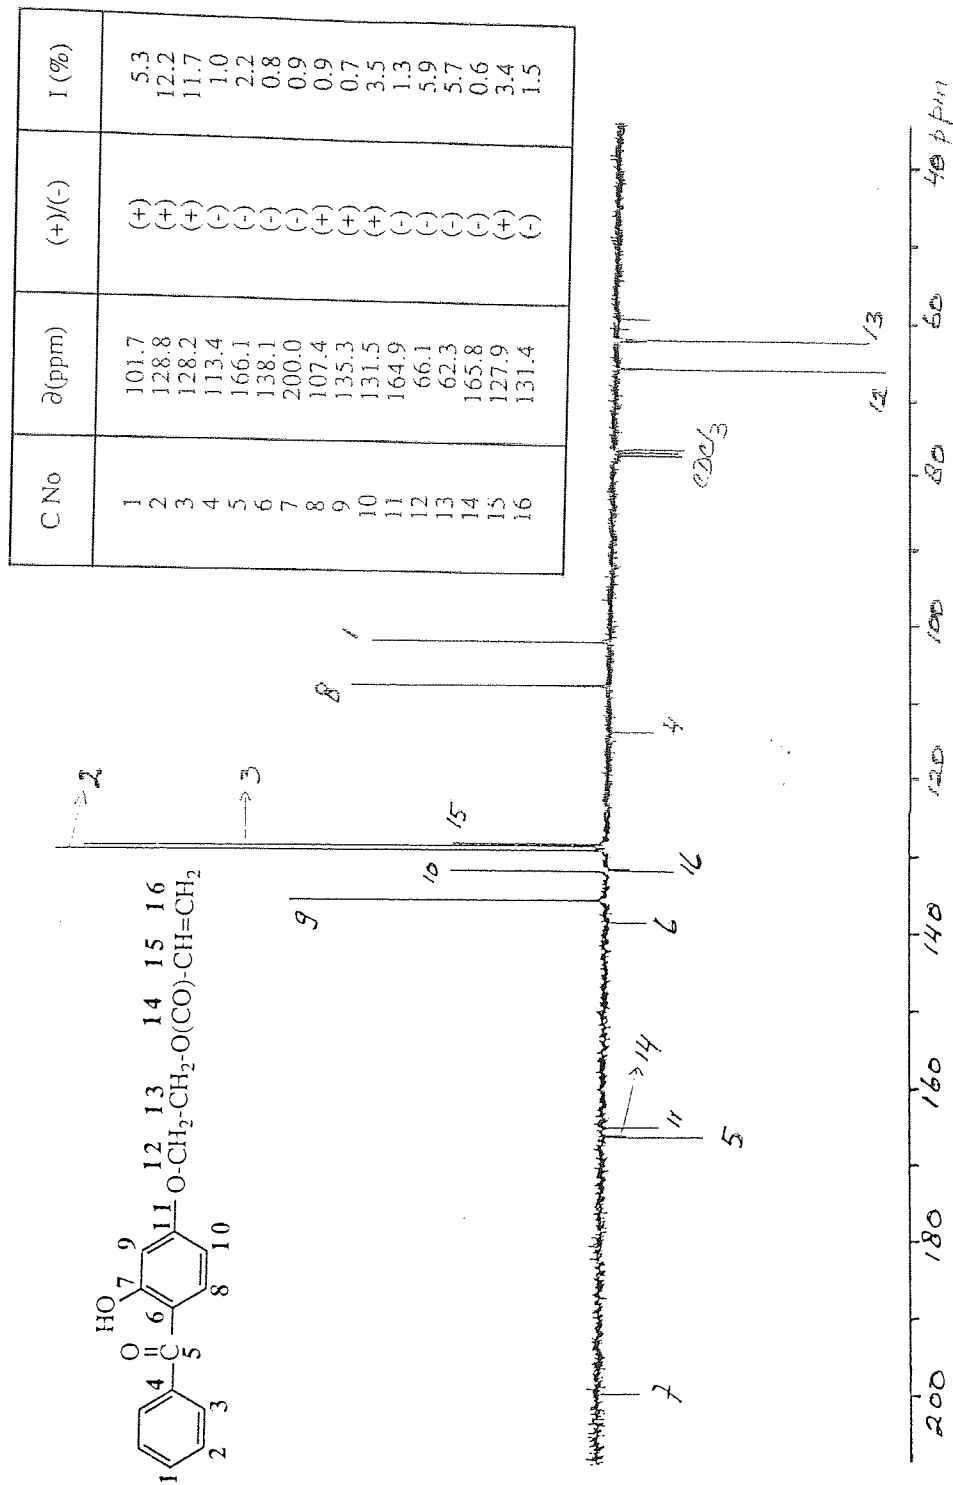 C No ∂(ppm) (+)/(-) I (%)
1 101.7 (+) 5.3
2 128.8 (+) 12.2
3 128.2 (+) 11.7
4 113.4 (-) 1.0
5 166.1 (-) 2.2
6 138.1 (-) 0.8
7 200.0 (-) 0.9
8 107.4 (+) 0.9
9 135.3 (+) 0.7
10 131.5 (+) 3.5
11 164.9 (-) 1.3
12 66.1 (-) 5.9
13 62.3 (-) 5.7
14 165.8 (-) 0.6
15 127.9 (+) 3.4
16 131.4 (-) 1.5
HO
O
7 9
1 4 C 6 11 12 13 14 15 16
O-CH2-CH2-O(CO)-CH=CH2
5
2 3 8 10
2
3
15
10
9
8
1
7
5
11
14
6
16
4
CDCl3
12
13
200 180 160 140 120 100 80 60 40 ppm